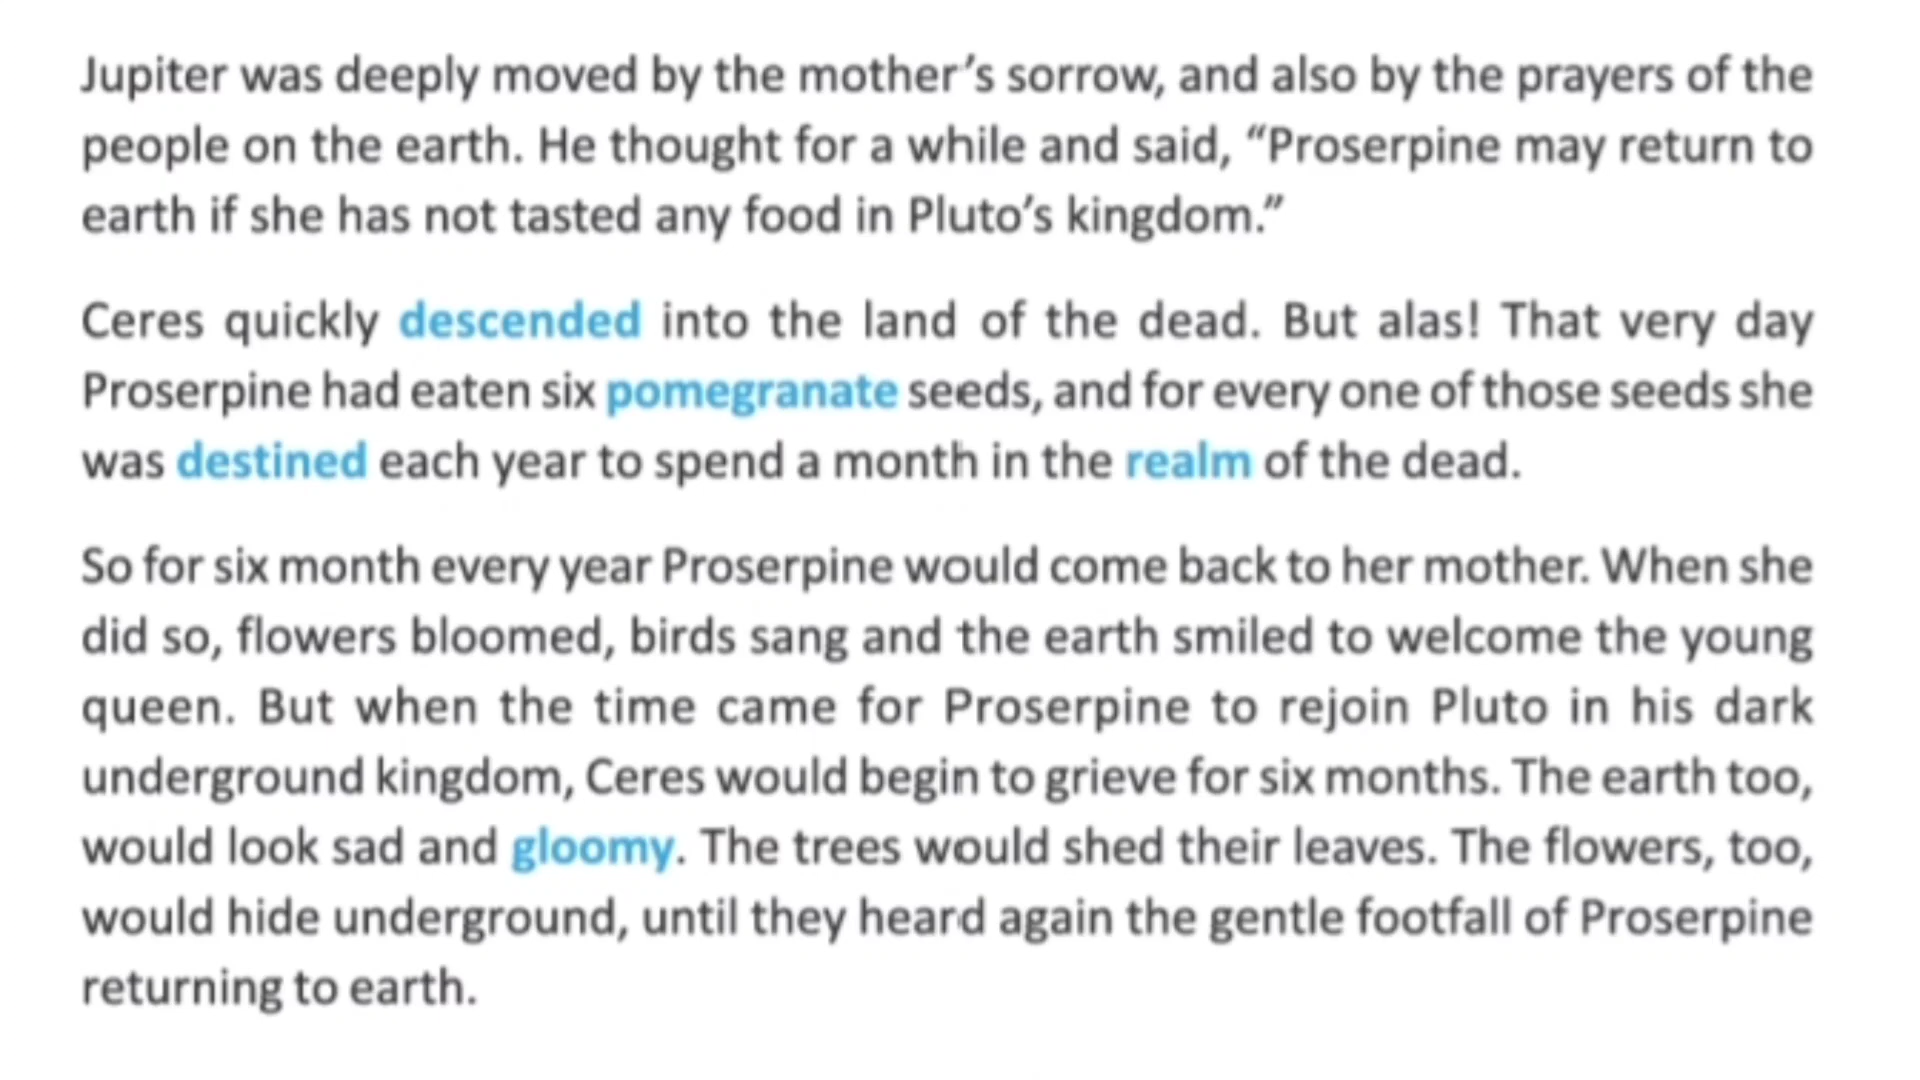 Jupiter was deeply moved by the mother’s sorrow, and also by the prayers of the
people on the earth. He thought for a while and said, “Proserpine may return to
earth if she has not tasted any food in Pluto’s kingdom.”
Ceres quickly descended into the land of the dead. But alas! That very day
Proserpine had eaten six pomegranate seeds, and for every one of those seeds she
was destined each year to spend a month in the realm of the dead.
So for six month every year Proserpine would come back to her mother. When she
did so, flowers bloomed, birds sang and the earth smiled to welcome the young
queen. But when the time came for Proserpine to rejoin Pluto in his dark
underground kingdom, Ceres would begin to grieve for six months. The earth too,
would look sad and gloomy. The trees would shed their leaves. The flowers, too,
would hide underground, until they heard again the gentle footfall of Proserpine
returning to earth.